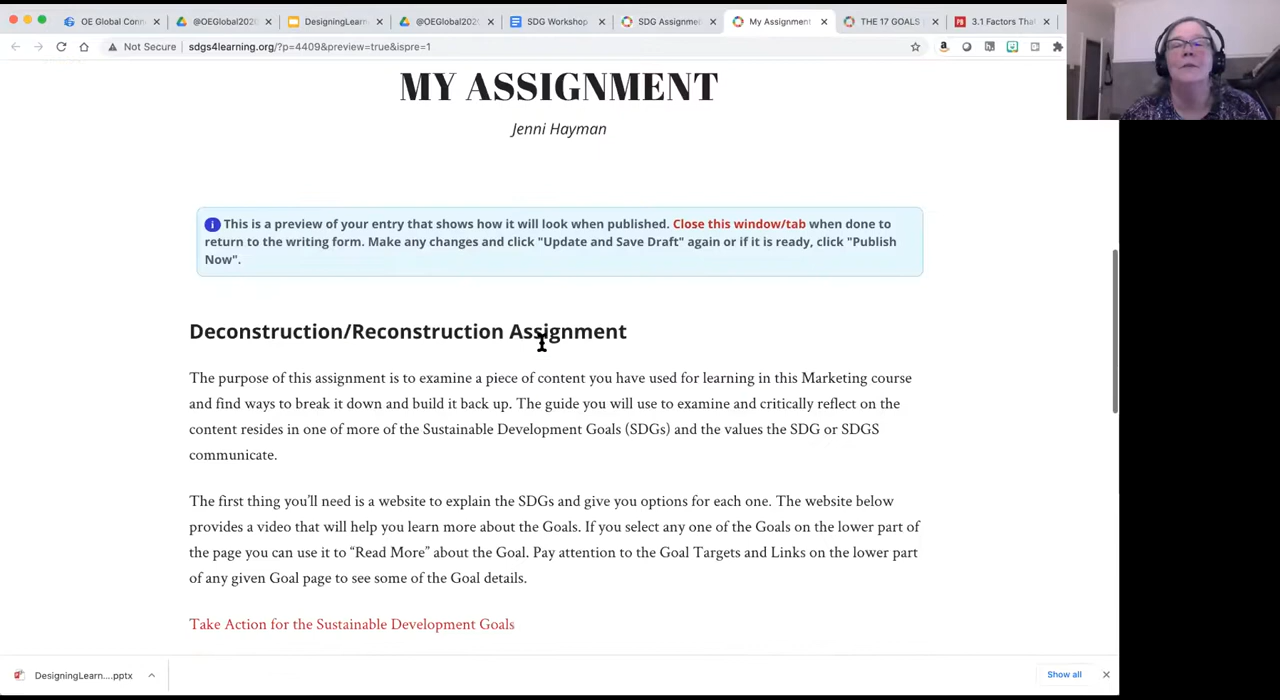 OE Global Conn
@OEGlobal202
DesigningLearn
@OEGlobal202
SDG Workshop
SDG Assignme
My Assignment
THE 17 GOALS
3.1 Factors Tha
Not Secure
sdgs4learning.org/?p=4409&preview=true&ispre=1
MY ASSIGNMENT
Jenni Hayman
This is a preview of your entry that shows how it will look when published. Close this window/tab when done to
return to the writing form. Make any changes and click "Update and Save Draft" again or if it is ready, click "Publish
Now".
Deconstruction/Reconstruction Assignment
The purpose of this assignment is to examine a piece of content you have used for learning in this Marketing course
and find ways to break it down and build it back up. The guide you will use to examine and critically reflect on the
content resides in one of more of the Sustainable Development Goals (SDGs) and the values the SDG or SDGS
communicate.
The first thing you’ll need is a website to explain the SDGs and give you options for each one. The website below
provides a video that will help you learn more about the Goals. If you select any one of the Goals on the lower part of
the page you can use it to “Read More” about the Goal. Pay attention to the Goal Targets and Links on the lower part
of any given Goal page to see some of the Goal details.
Take Action for the Sustainable Development Goals
DesigningLearn....pptx
Show all